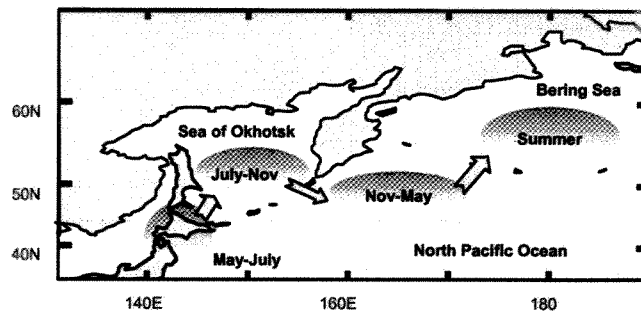 60N
50N
40N
Bering Sea
Sea of Okhotsk
Summer
July-Nov
Nov-May
May-July
North Pacific Ocean
140E
160E
180